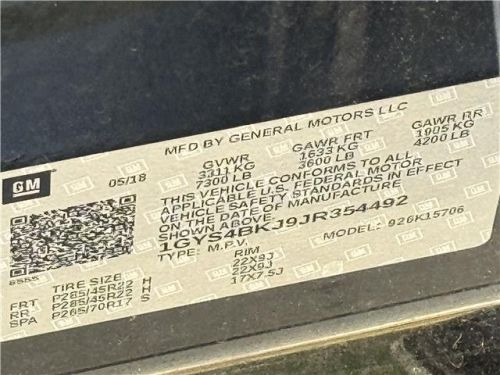 MFD BY GENERAL MOTORS LLC
GM
05/18
GVWR GAWR FRT GAWR RR
3311 KG 1633 KG 1905 KG
7300 LB 3600 LB 4200 LB
THIS VEHICLE CONFORMS TO ALL
APPLICABLE U.S. FEDERAL MOTOR
VEHICLE SAFETY STANDARDS IN EFFECT
ON THE DATE OF MANUFACTURE
SHOWN ABOVE.
1GYS4BKJ9JR354492
TYPE: M.P.V. MODEL: 926K15706
TIRE SIZE RIM
FRT P285/45R22 H 22X9J
RR P285/45R22 H 22X9J
SPA P265/70R17 S 17X7.5J